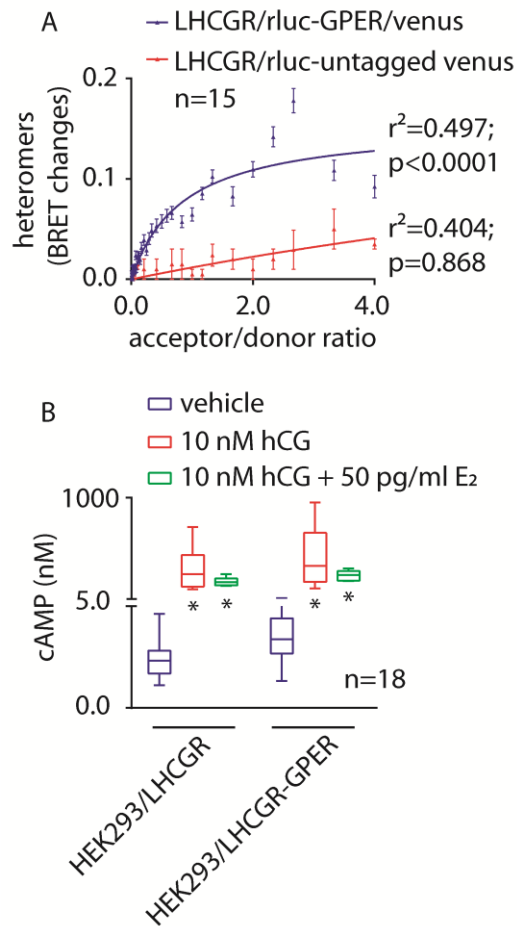 A
LHCGR/rluc-GPER/venus
LHCGR/rluc-untagged venus
n=15
0.2
0.1
0.0
heteromers
(BRET changes)
r²=0.497;
p<0.0001
r²=0.404;
p=0.868
0.0
2.0
4.0
acceptor/donor ratio
B
vehicle
10 nM hCG
10 nM hCG + 50 pg/ml E₂
1000
5.0
0.0
cAMP (nM)
* *
* *
n=18
HEK293/LHCGR
HEK293/LHCGR-GPER